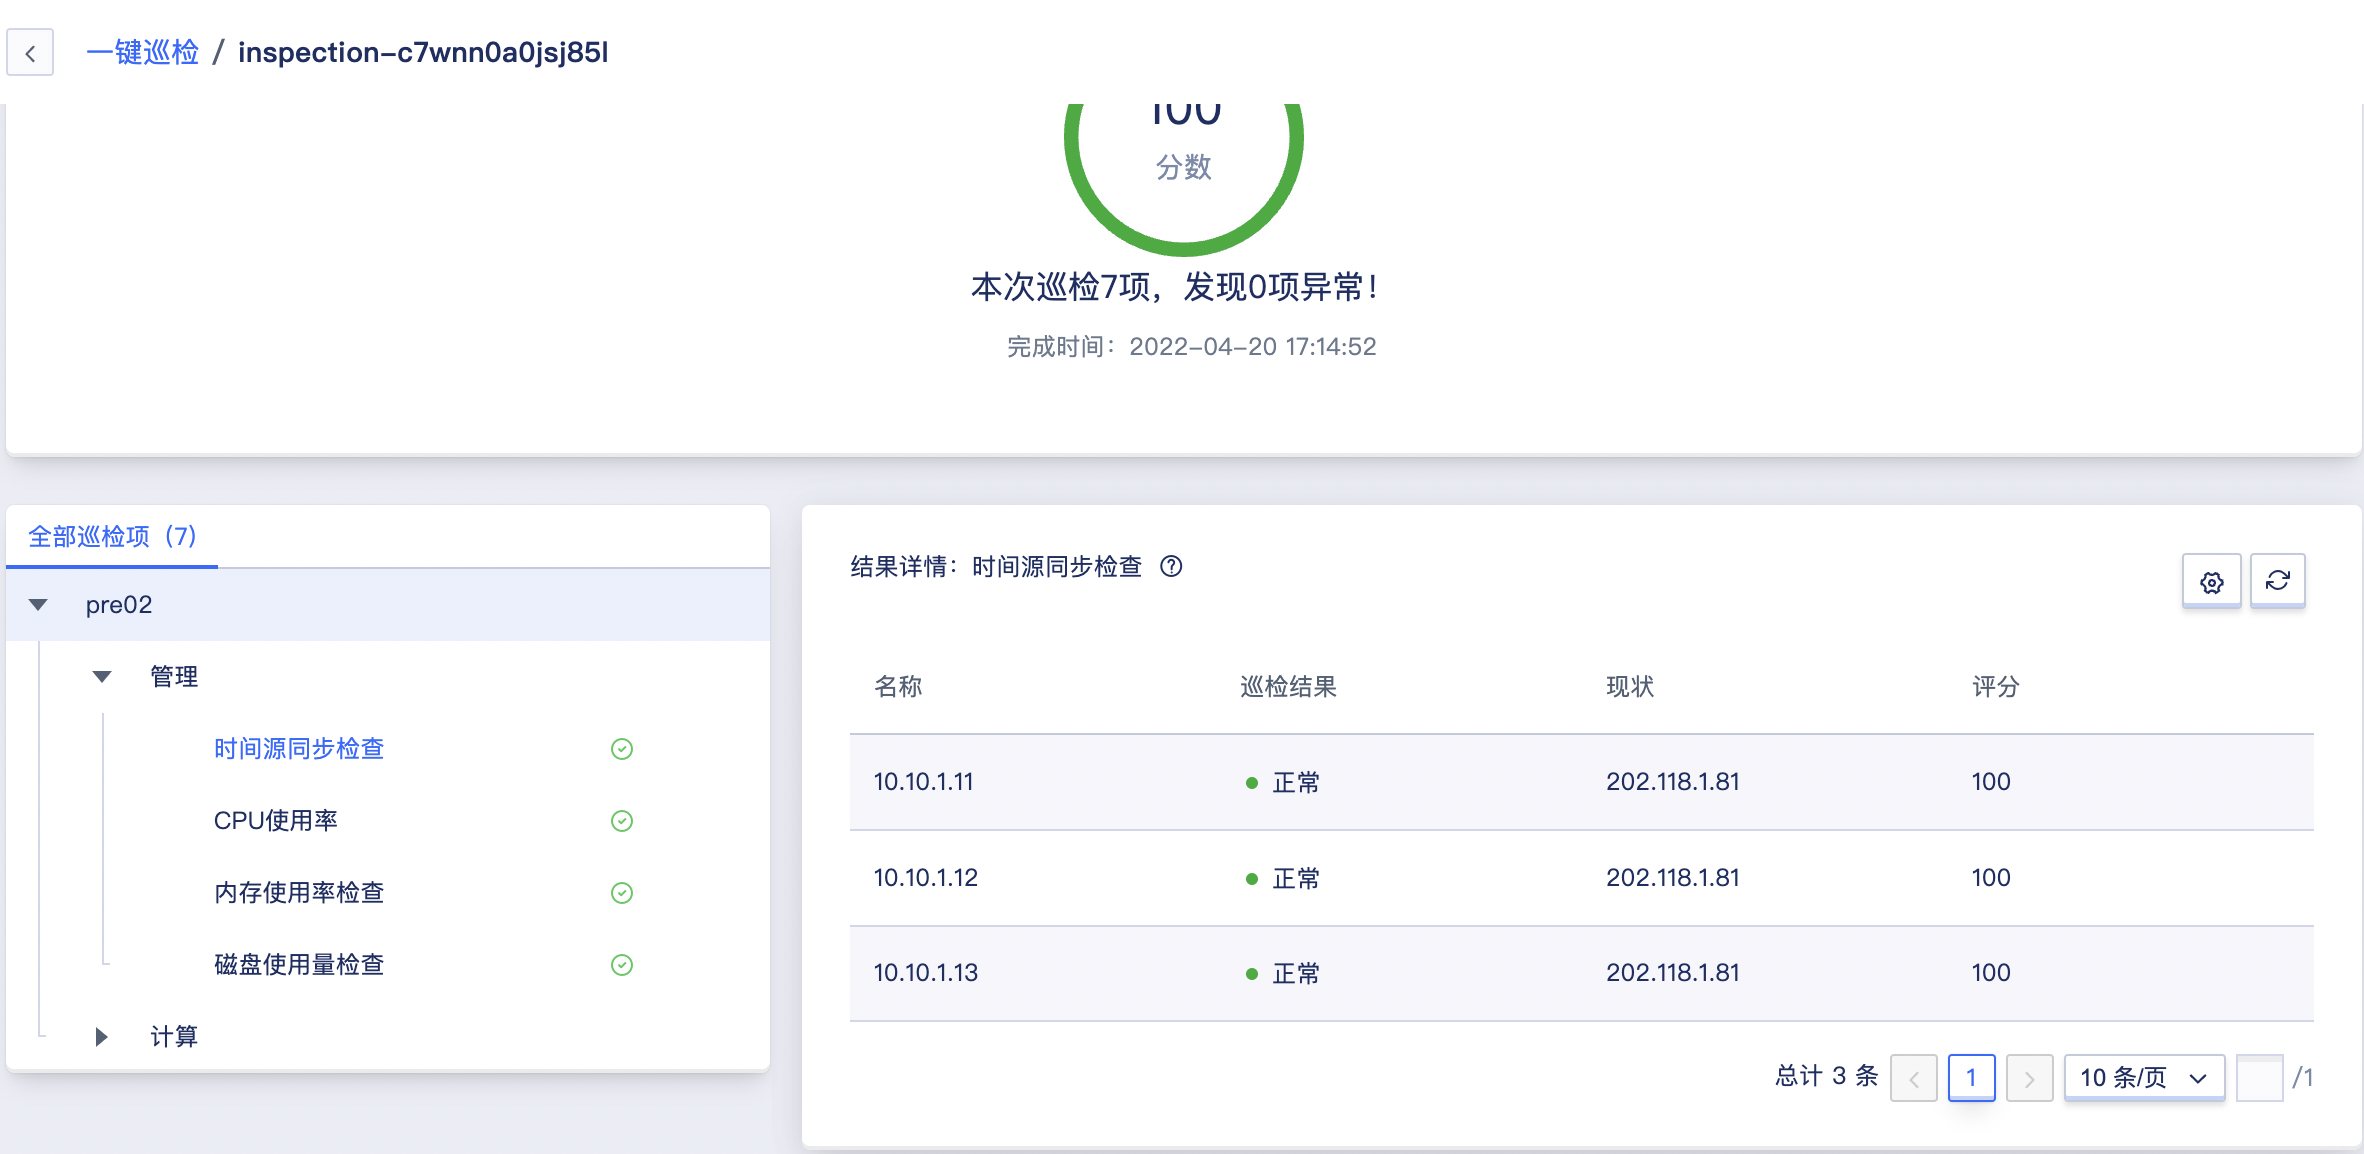 一键巡检 / inspection-c7wnn0a0jsj85l
100
分数
本次巡检7项，发现0项异常！
完成时间：2022-04-20 17:14:52
全部巡检项（7）
pre02
管理
时间源同步检查
CPU使用率
内存使用率检查
磁盘使用量检查
计算
结果详情：时间源同步检查
名称 巡检结果 现状 评分
10.10.1.11 正常 202.118.1.81 100
10.10.1.12 正常 202.118.1.81 100
10.10.1.13 正常 202.118.1.81 100
总计 3 条 1 10 条/页 /1